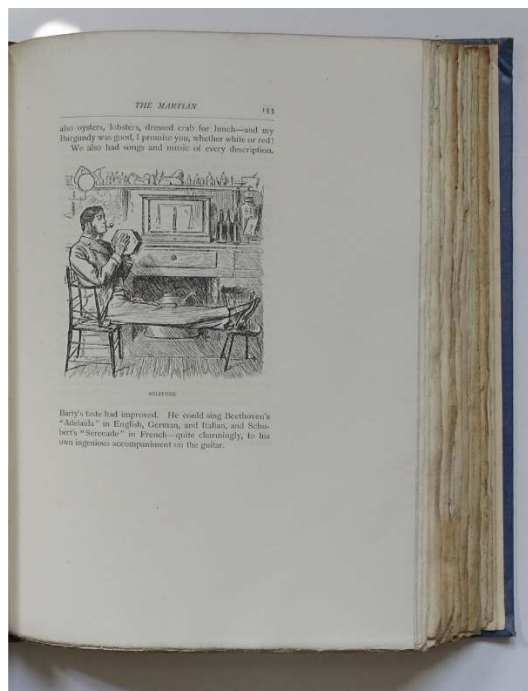 THE MARTIAN 153
also oysters, lobsters, dressed crab for lunch—and my
Burgundy was good, I promise you, whether white or red!
We also had songs and music of every description.
SOLITUDE
Barty's taste had improved. He could sing Beethoven's
"Adelaida" in English, German, and Italian, and Schu-
bert's "Serenade" in French—quite charmingly, to his
own ingenious accompaniment on the guitar.